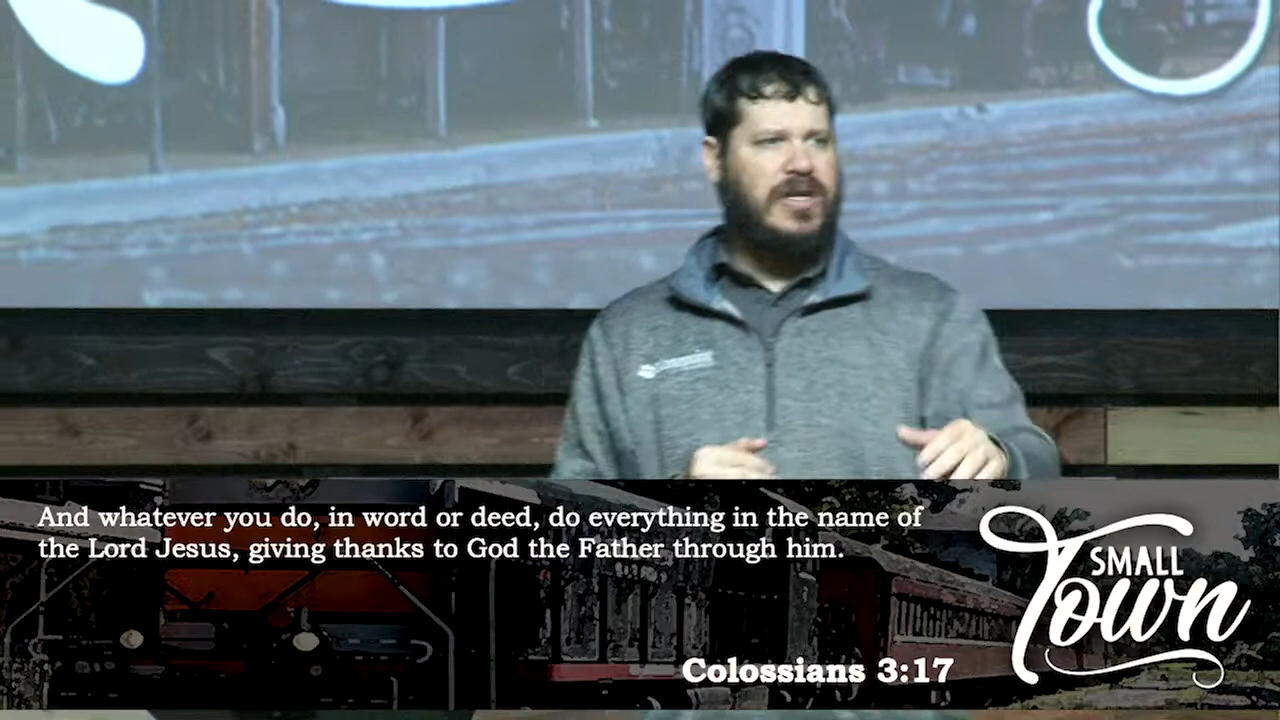 And whatever you do, in word or deed, do everything in the name of
the Lord Jesus, giving thanks to God the Father through him.
SMALL
Town
Colossians 3:17